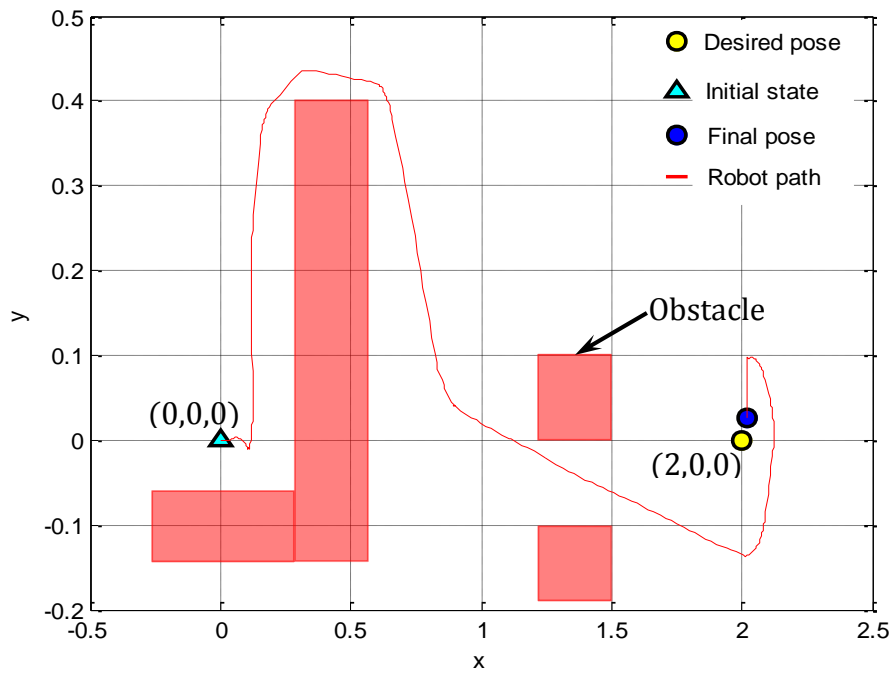 0.5
Desired pose
0.4
Initial state
Final pose
0.3
Robot path
0.2
y
Obstacle
0.1
(0,0,0)
0
(2,0,0)
-0.1
-0.2
-0.5
0
0.5
1
1.5
2
2.5
x